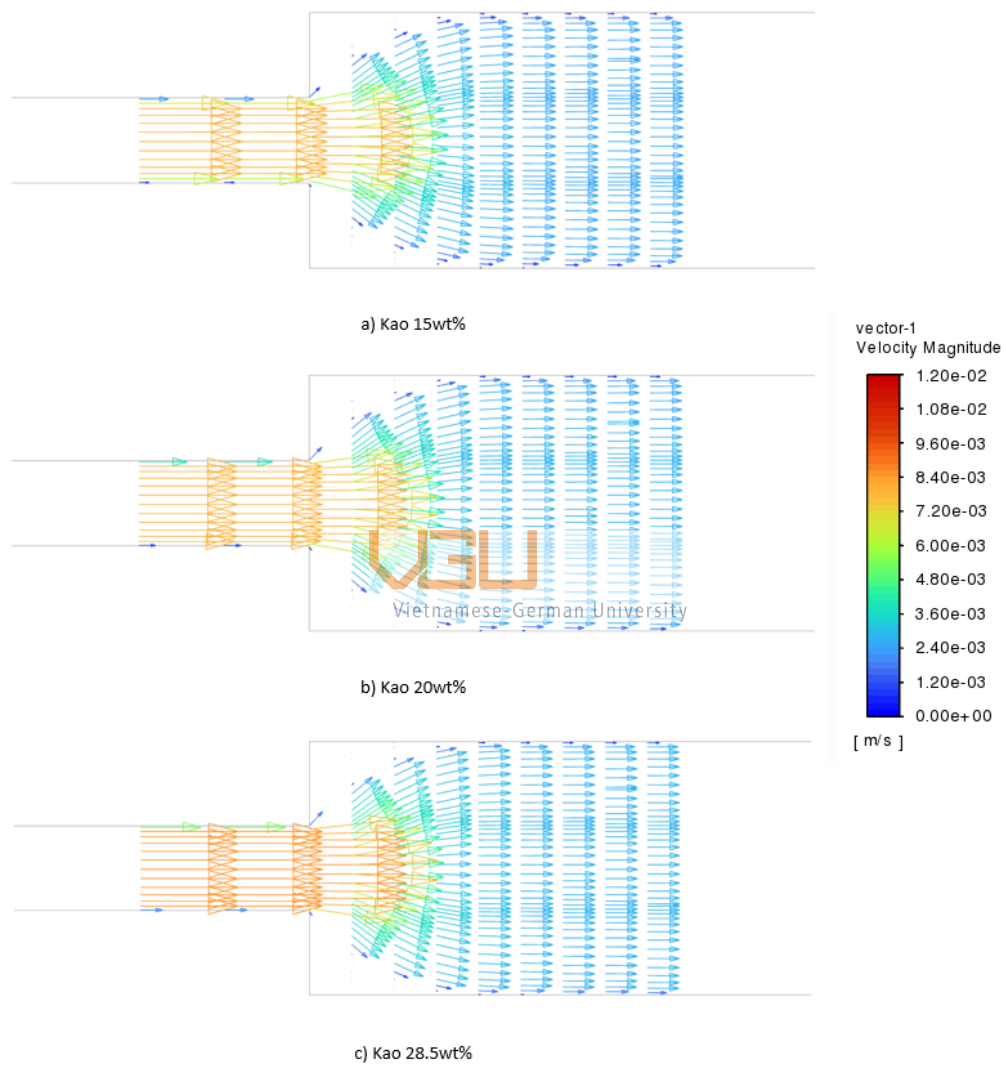 a) Kao 15wt%
vector-1
Velocity Magnitude
1.20e-02
1.08e-02
9.60e-03
8.40e-03
7.20e-03
6.00e-03
4.80e-03
3.60e-03
2.40e-03
1.20e-03
0.00e+00
[ m/s ]
VGU
Vietnamese-German University
b) Kao 20wt%
c) Kao 28.5wt%